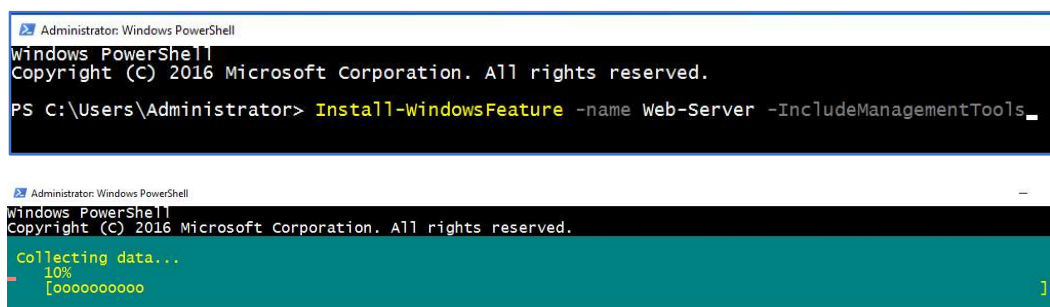 Administrator: Windows PowerShell
Windows PowerShell
Copyright (C) 2016 Microsoft Corporation. All rights reserved.
PS C:\Users\Administrator> Install-WindowsFeature -name Web-Server -IncludeManagementTools_
Administrator: Windows PowerShell
Windows PowerShell
Copyright (C) 2016 Microsoft Corporation. All rights reserved.
Collecting data...
10%
[oooooooooo ]